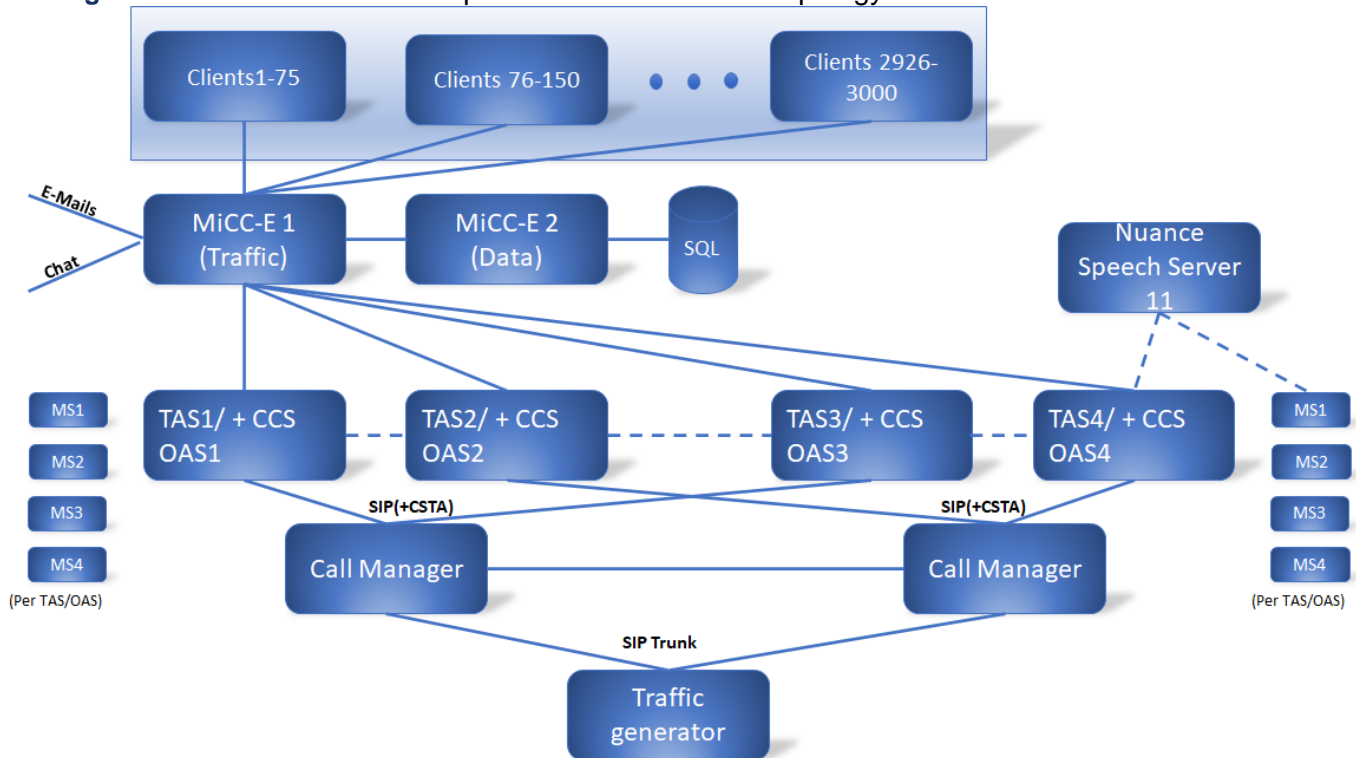 Clients1-75
Clients 76-150
Clients 2926-
3000
E-Mails
Chat
MiCC-E 1
(Traffic)
MiCC-E 2
(Data)
SQL
Nuance
Speech Server
11
MS1
MS2
MS3
MS4
(Per TAS/OAS)
TAS1/ + CCS
OAS1
TAS2/ + CCS
OAS2
TAS3/ + CCS
OAS3
TAS4/ + CCS
OAS4
MS1
MS2
MS3
MS4
(Per TAS/OAS)
SIP(+CSTA)
SIP(+CSTA)
Call Manager
Call Manager
SIP Trunk
Traffic
generator